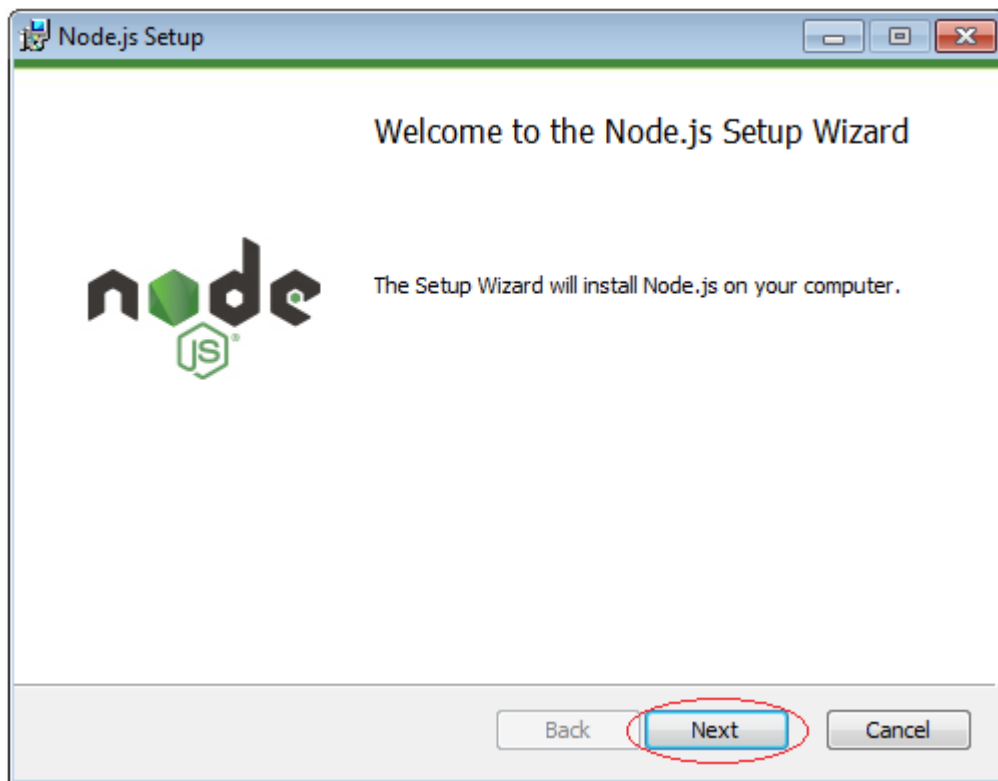 Node.js Setup
Welcome to the Node.js Setup Wizard
The Setup Wizard will install Node.js on your computer.
node
JS®
Back
Next
Cancel